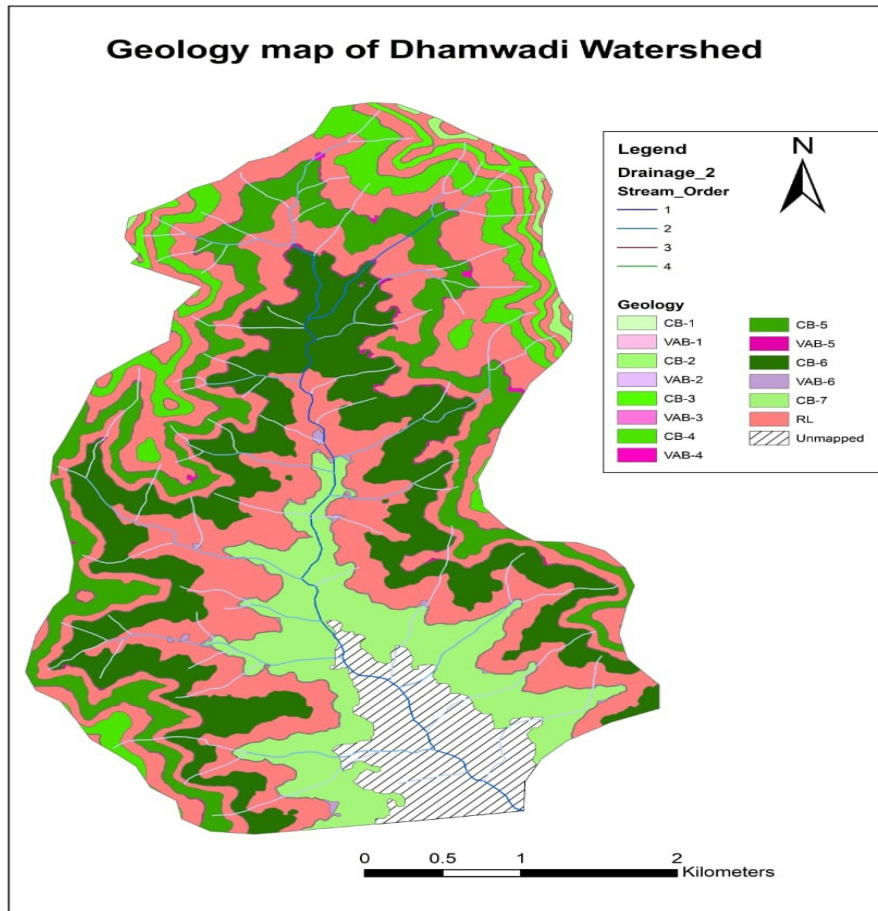 Geology map of Dhamwadi Watershed
Legend
N
Drainage_2
Stream_Order
1
2
3
4
Geology
CB-1
VAB-1
CB-2
VAB-2
CB-3
VAB-3
CB-4
VAB-4
CB-5
VAB-5
CB-6
VAB-6
CB-7
RL
Unmapped
0 0.5 1 2
Kilometers